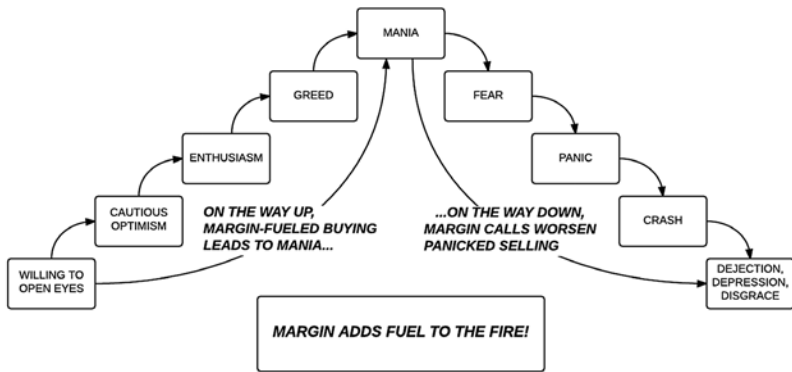 MANIA
GREED
FEAR
ENTHUSIASM
PANIC
CAUTIOUS
OPTIMISM
ON THE WAY UP,
MARGIN-FUELED BUYING
LEADS TO MANIA...
...ON THE WAY DOWN,
MARGIN CALLS WORSEN
PANICKED SELLING
CRASH
WILLING TO
OPEN EYES
DEJECTION,
DEPRESSION,
DISGRACE
MARGIN ADDS FUEL TO THE FIRE!